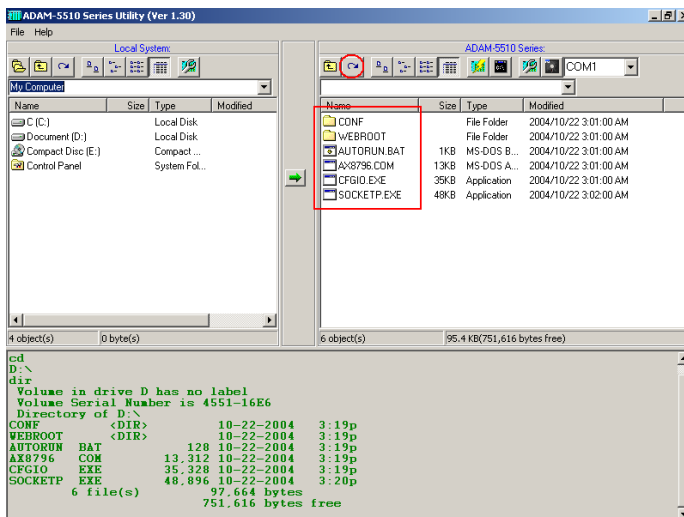 ADAM-5510 Series Utility (Ver 1.30)
File Help
Local System:
ADAM-5510 Series:
COM1
My Computer
Name Size Type Modified
C (C:) Local Disk
Document (D:) Local Disk
Compact Disc (E:) Compact ...
Control Panel System Fol...
Name Size Type Modified
CONF File Folder 2004/10/22 3:01:00 AM
WEBROOT File Folder 2004/10/22 3:01:00 AM
AUTORUN.BAT 1KB MS-DOS B... 2004/10/22 3:01:00 AM
AX8796.COM 13KB MS-DOS A... 2004/10/22 3:01:00 AM
CFGIO.EXE 35KB Application 2004/10/22 3:01:00 AM
SOCKETP.EXE 48KB Application 2004/10/22 3:02:00 AM
4 object(s) 0 byte(s)
6 object(s) 95.4 KB(751,616 bytes free)
cd
D:\
dir
Volume in drive D has no label
Volume Serial Number is 4551-16E6
Directory of D:\
CONF <DIR> 10-22-2004 3:19p
WEBROOT <DIR> 10-22-2004 3:19p
AUTORUN BAT 128 10-22-2004 3:19p
AX8796 COM 13,312 10-22-2004 3:19p
CFGIO EXE 35,328 10-22-2004 3:19p
SOCKETP EXE 48,896 10-22-2004 3:20p
6 file(s) 97,664 bytes
751,616 bytes free